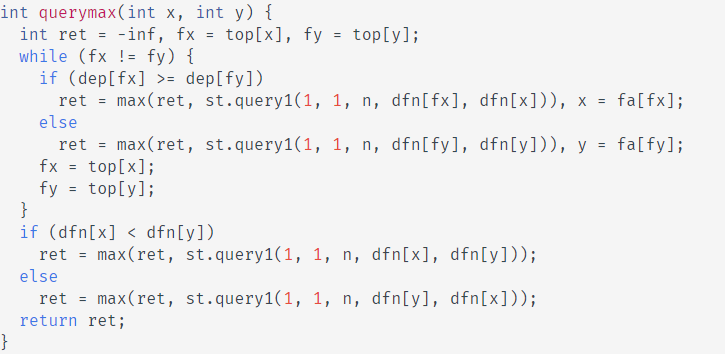 int querymax(int x, int y) {
  int ret = -inf, fx = top[x], fy = top[y];
  while (fx != fy) {
    if (dep[fx] >= dep[fy])
      ret = max(ret, st.query1(1, 1, n, dfn[fx], dfn[x])), x = fa[fx];
    else
      ret = max(ret, st.query1(1, 1, n, dfn[fy], dfn[y])), y = fa[fy];
    fx = top[x];
    fy = top[y];
  }
  if (dfn[x] < dfn[y])
    ret = max(ret, st.query1(1, 1, n, dfn[x], dfn[y]));
  else
    ret = max(ret, st.query1(1, 1, n, dfn[y], dfn[x]));
  return ret;
}